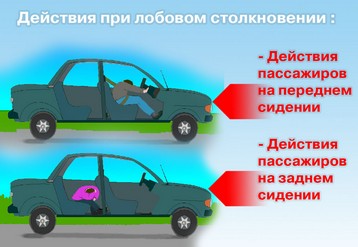 Действия при лобовом столкновении :
- Действия
пассажиров
на переднем
сидении
- Действия
пассажиров
на заднем
сидении